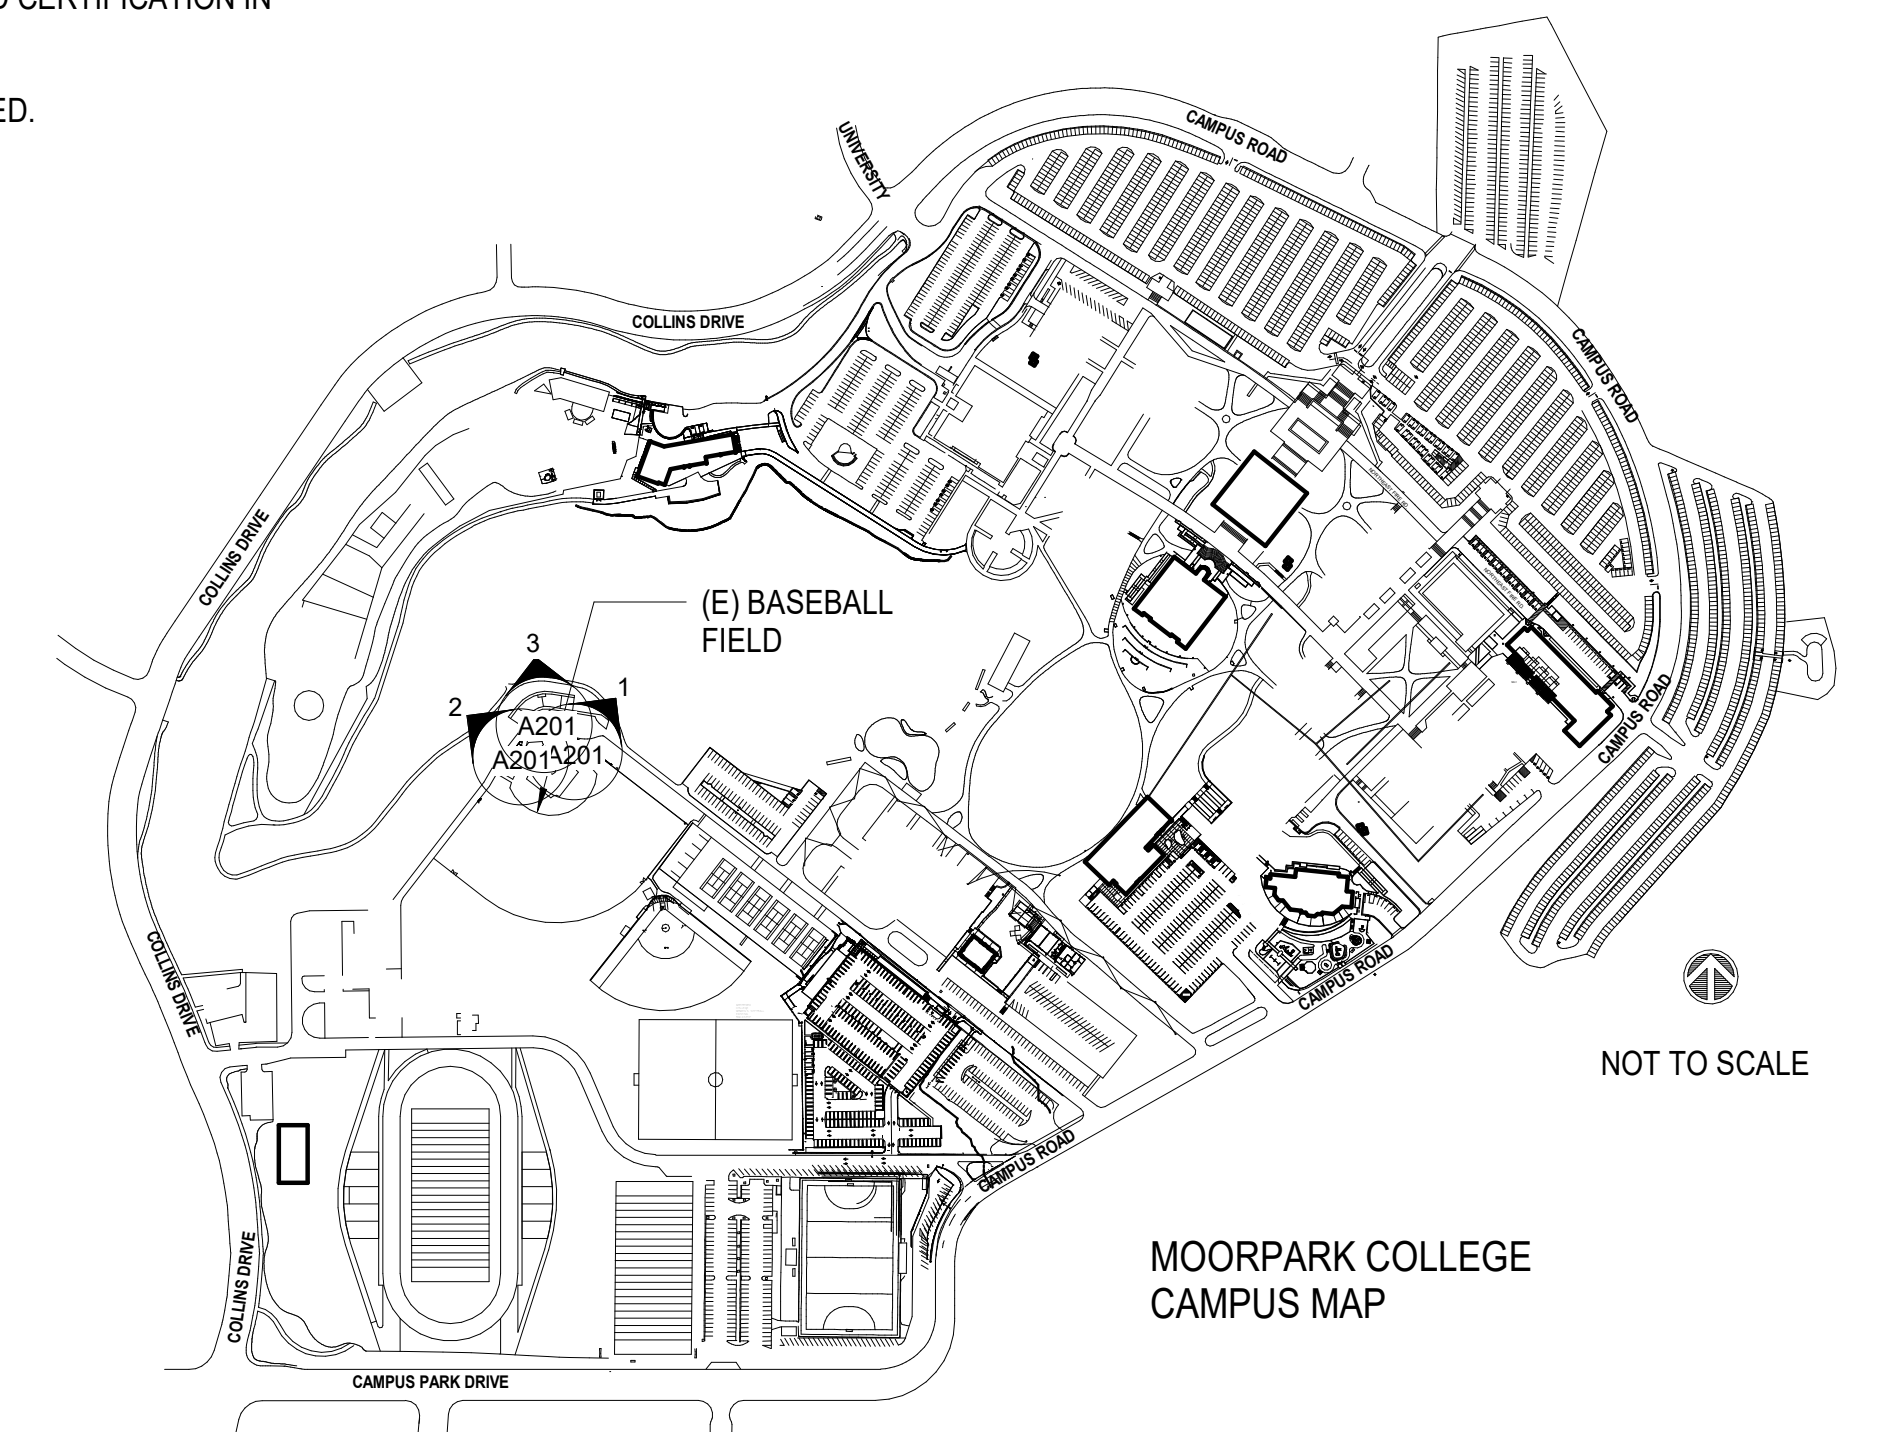 D CERTIFICATION IN
ED.
CAMPUS ROAD
UNIVERSITY
COLLINS DRIVE
CAMPUS ROAD
COLLINS DRIVE
(E) BASEBALL
FIELD
3
1
2
A201
A201
A201
CAMPUS ROAD
COLLINS DRIVE
CAMPUS ROAD
NOT TO SCALE
CAMPUS ROAD
COLLINS DRIVE
MOORPARK COLLEGE
CAMPUS MAP
CAMPUS PARK DRIVE